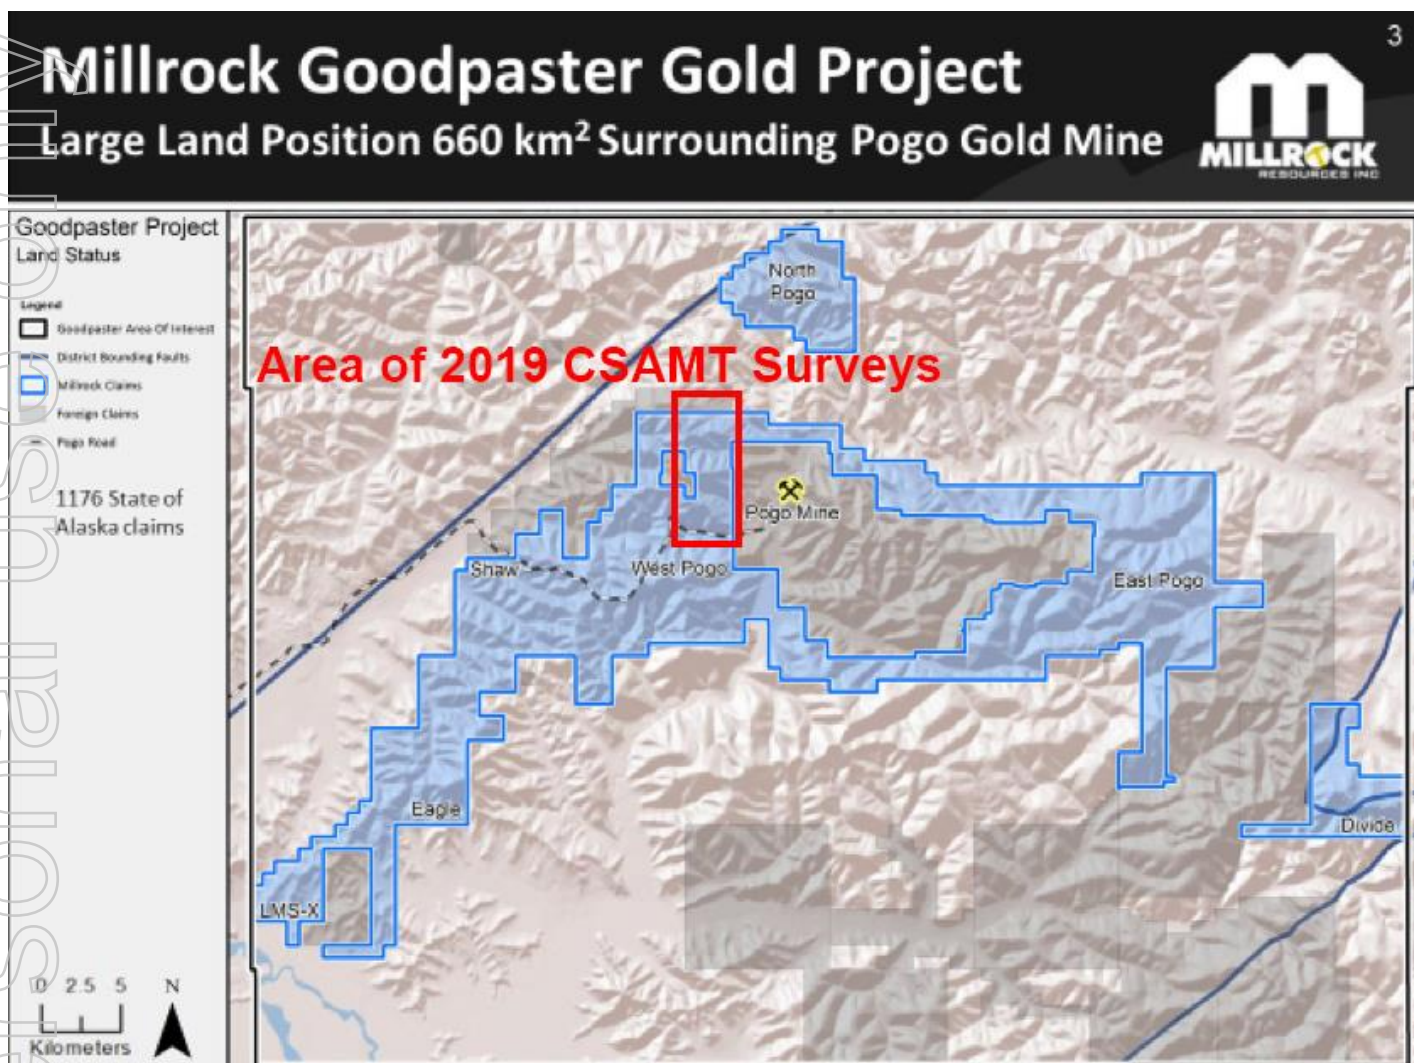 3
Millrock Goodpaster Gold Project
Large Land Position 660 km² Surrounding Pogo Gold Mine
MILLROCK
RESOURCES INC
Goodpaster Project
Land Status
Legend
Goodpaster Area Of Interest
District Bounding Faults
Millrock Claims
Foreign Claims
Pogo Road
1176 State of
Alaska claims
North
Pogo
Area of 2019 CSAMT Surveys
Pogo Mine
Shaw
West Pogo
East Pogo
Eagle
Divide
LMS-X
0 2.5 5
N
Kilometers